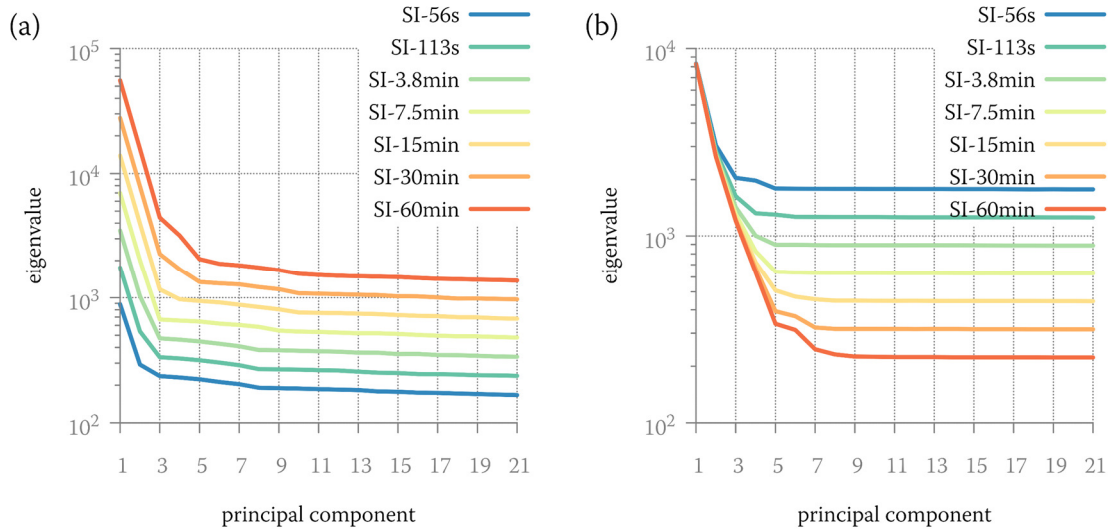 (a)
SI-56s
SI-113s
SI-3.8min
SI-7.5min
SI-15min
SI-30min
SI-60min
10^5
10^4
10^3
10^2
eigenvalue
1 3 5 7 9 11 13 15 17 19 21
principal component
(b)
SI-56s
SI-113s
SI-3.8min
SI-7.5min
SI-15min
SI-30min
SI-60min
10^4
10^3
10^2
eigenvalue
1 3 5 7 9 11 13 15 17 19 21
principal component